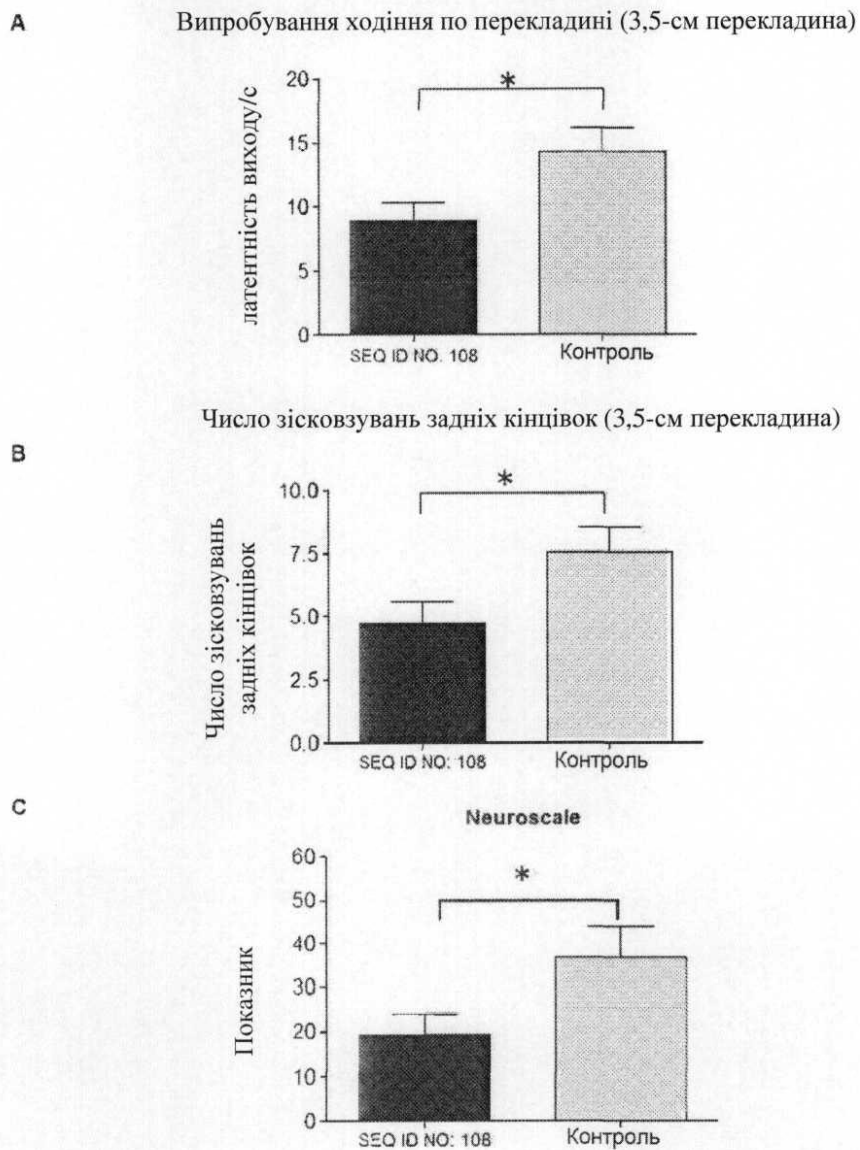 A
Випробування ходіння по перекладині (3,5-см перекладина)
латентність виходу/с
20
15
10
5
0
*
SEQ ID NO. 108
Контроль
Число зісковзувань задніх кінцівок (3,5-см перекладина)
B
Число зісковзувань
задніх кінцівок
10.0
7.5
5.0
2.5
0.0
*
SEQ ID NO: 108
Контроль
C
Neuroscale
Показник
60
50
40
30
20
10
0
*
SEQ ID NO: 108
Контроль